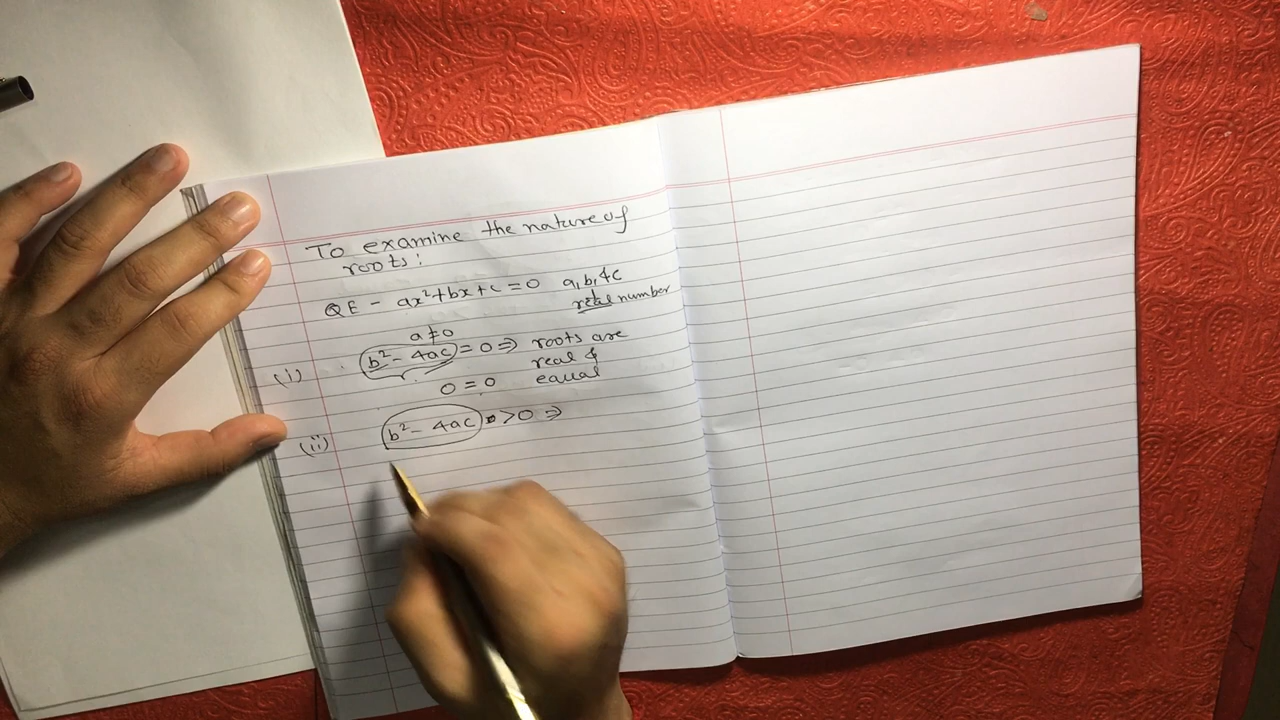 To examine the nature of
roots:
QE - ax²+bx+c=0 a, b, & c
real number
a≠0
(i) b²-4ac=0⇒ roots are
real &
0=0 equal
(ii) b²-4ac>0⇒